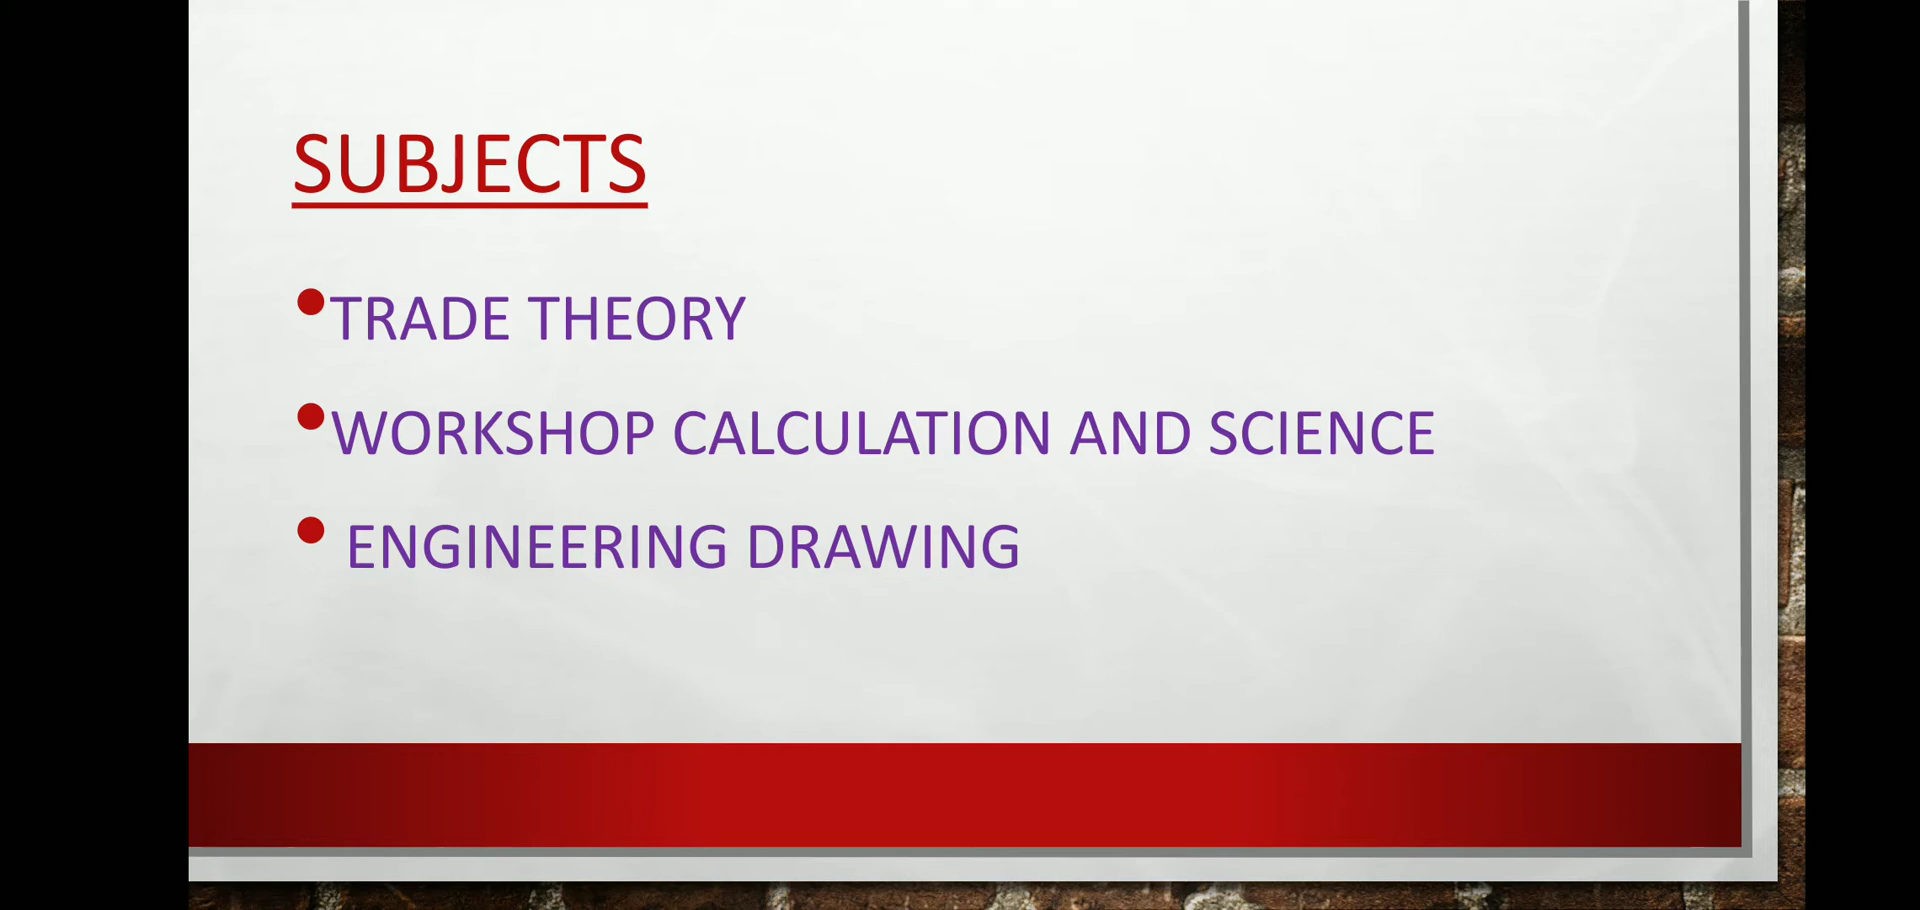 SUBJECTS
•TRADE THEORY
•WORKSHOP CALCULATION AND SCIENCE
• ENGINEERING DRAWING